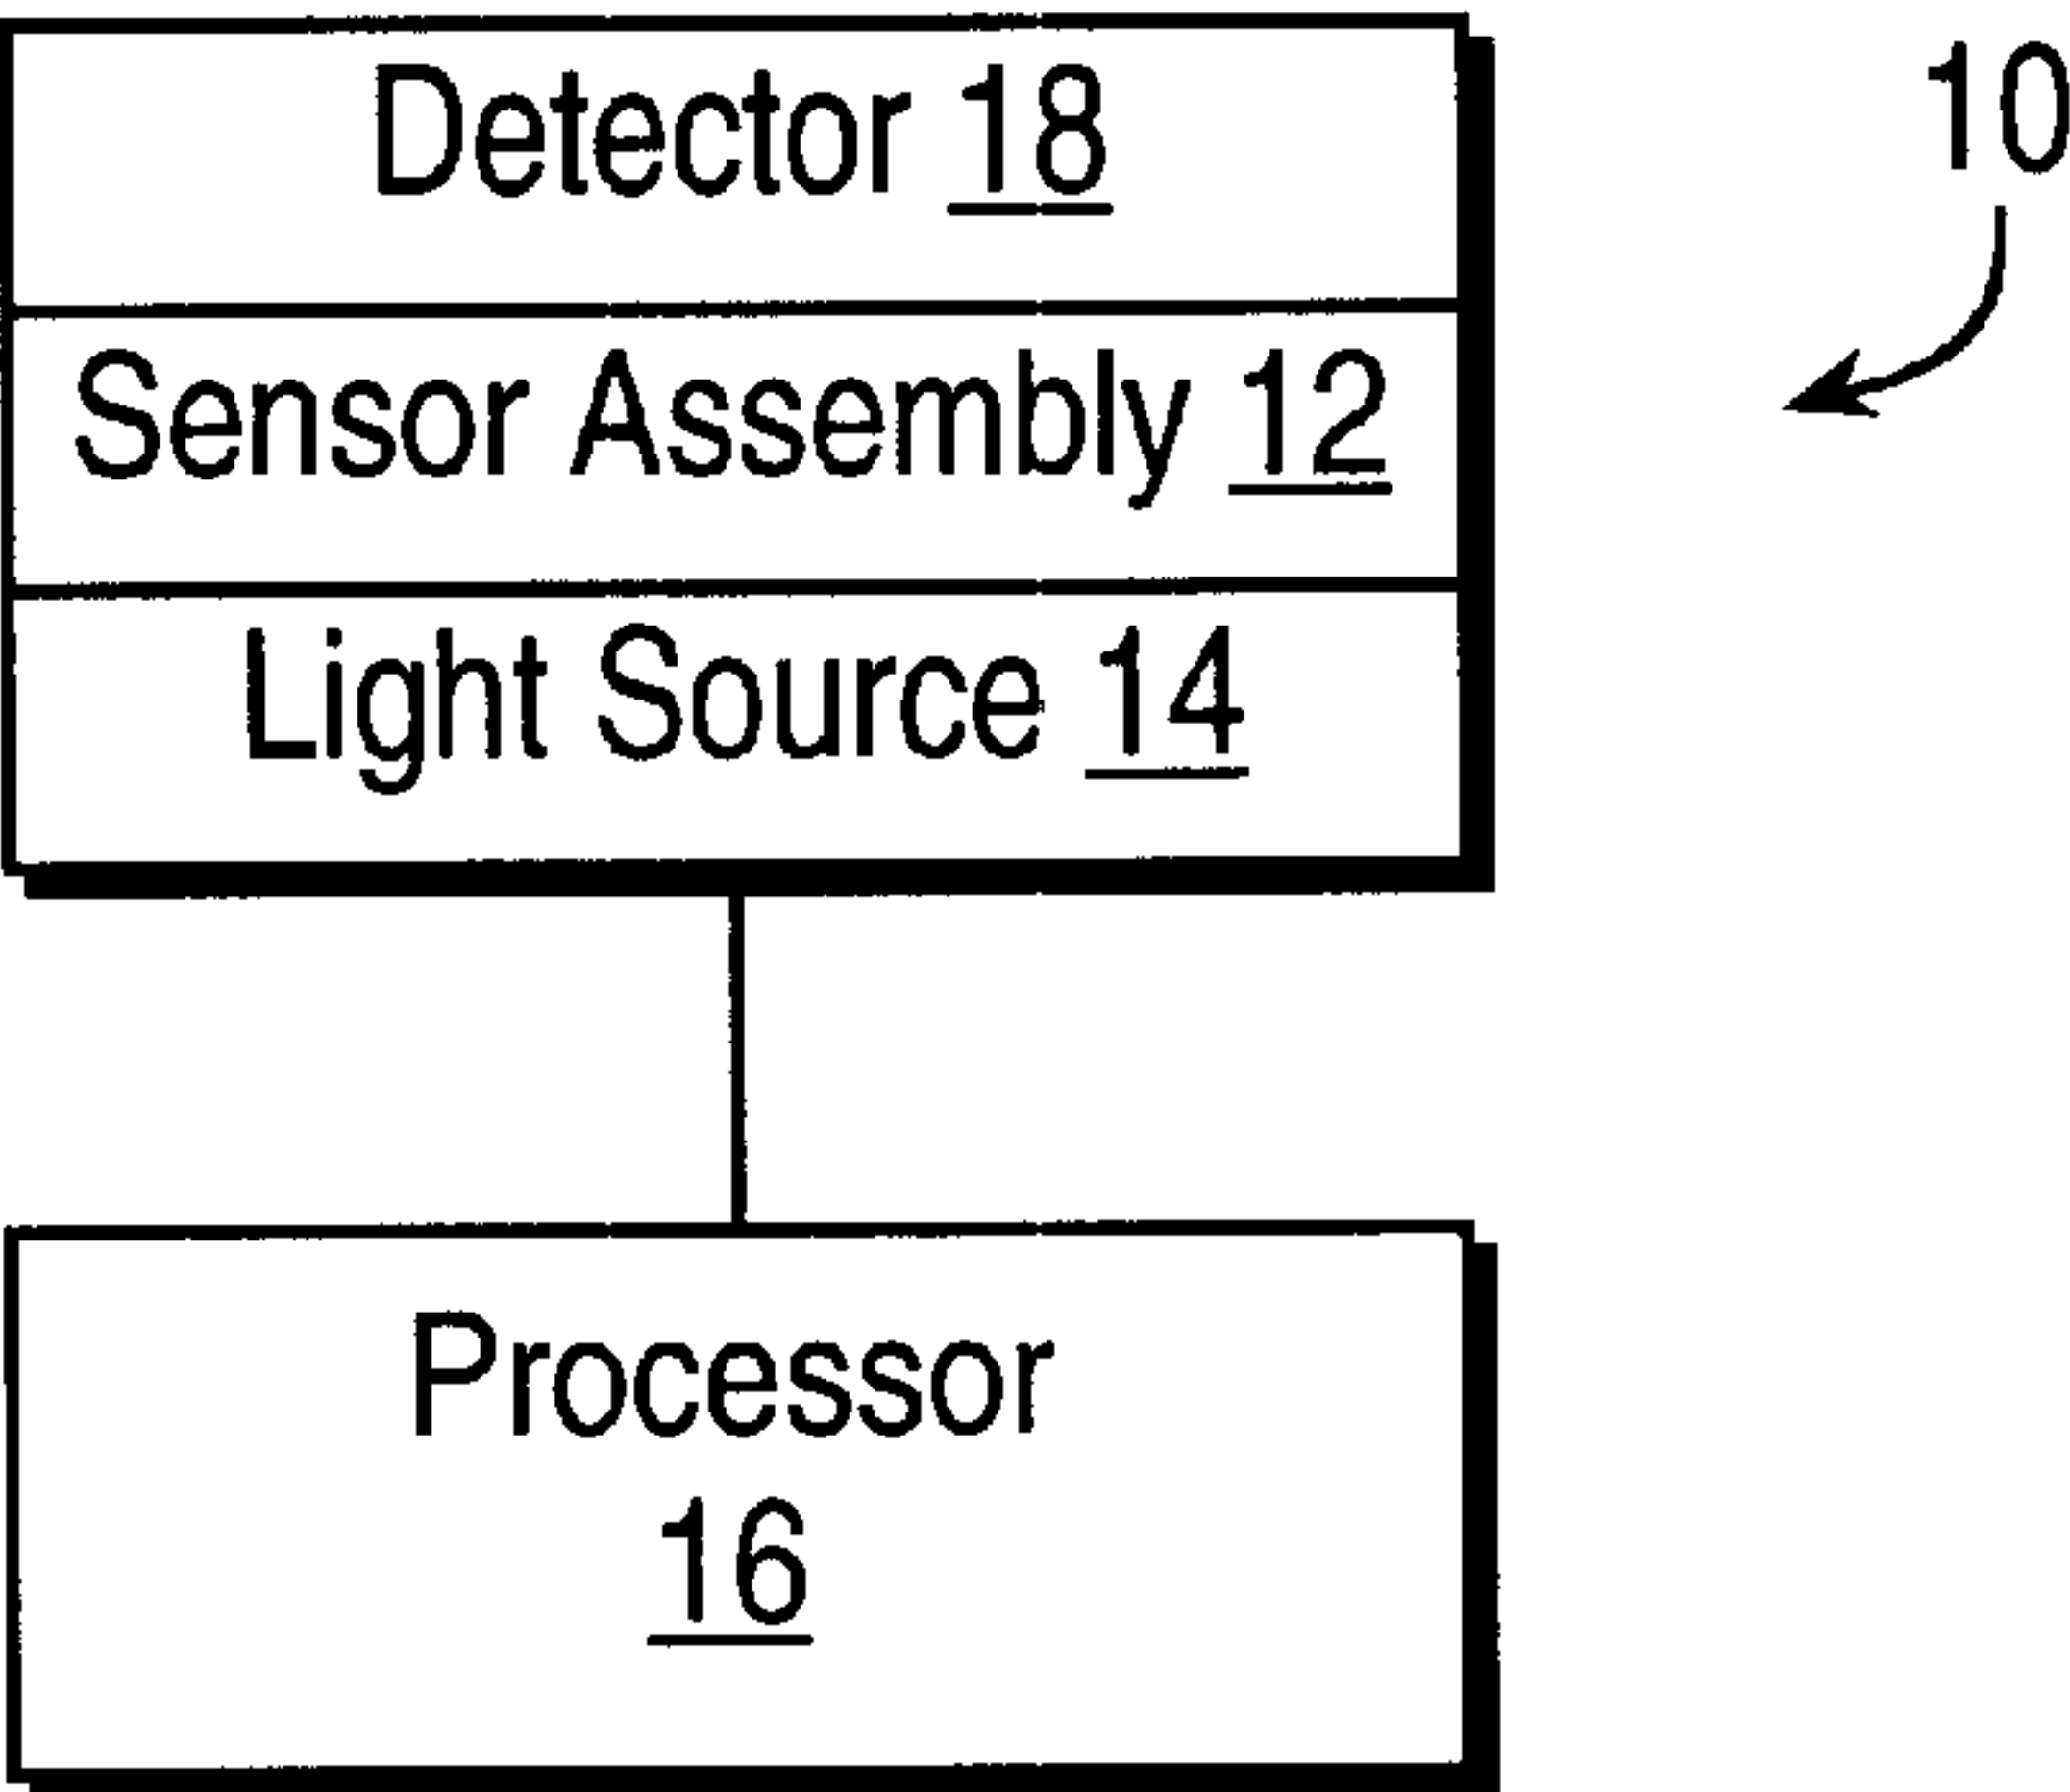 10
Detector 18
Sensor Assembly 12
Light Source 14
Processor
16